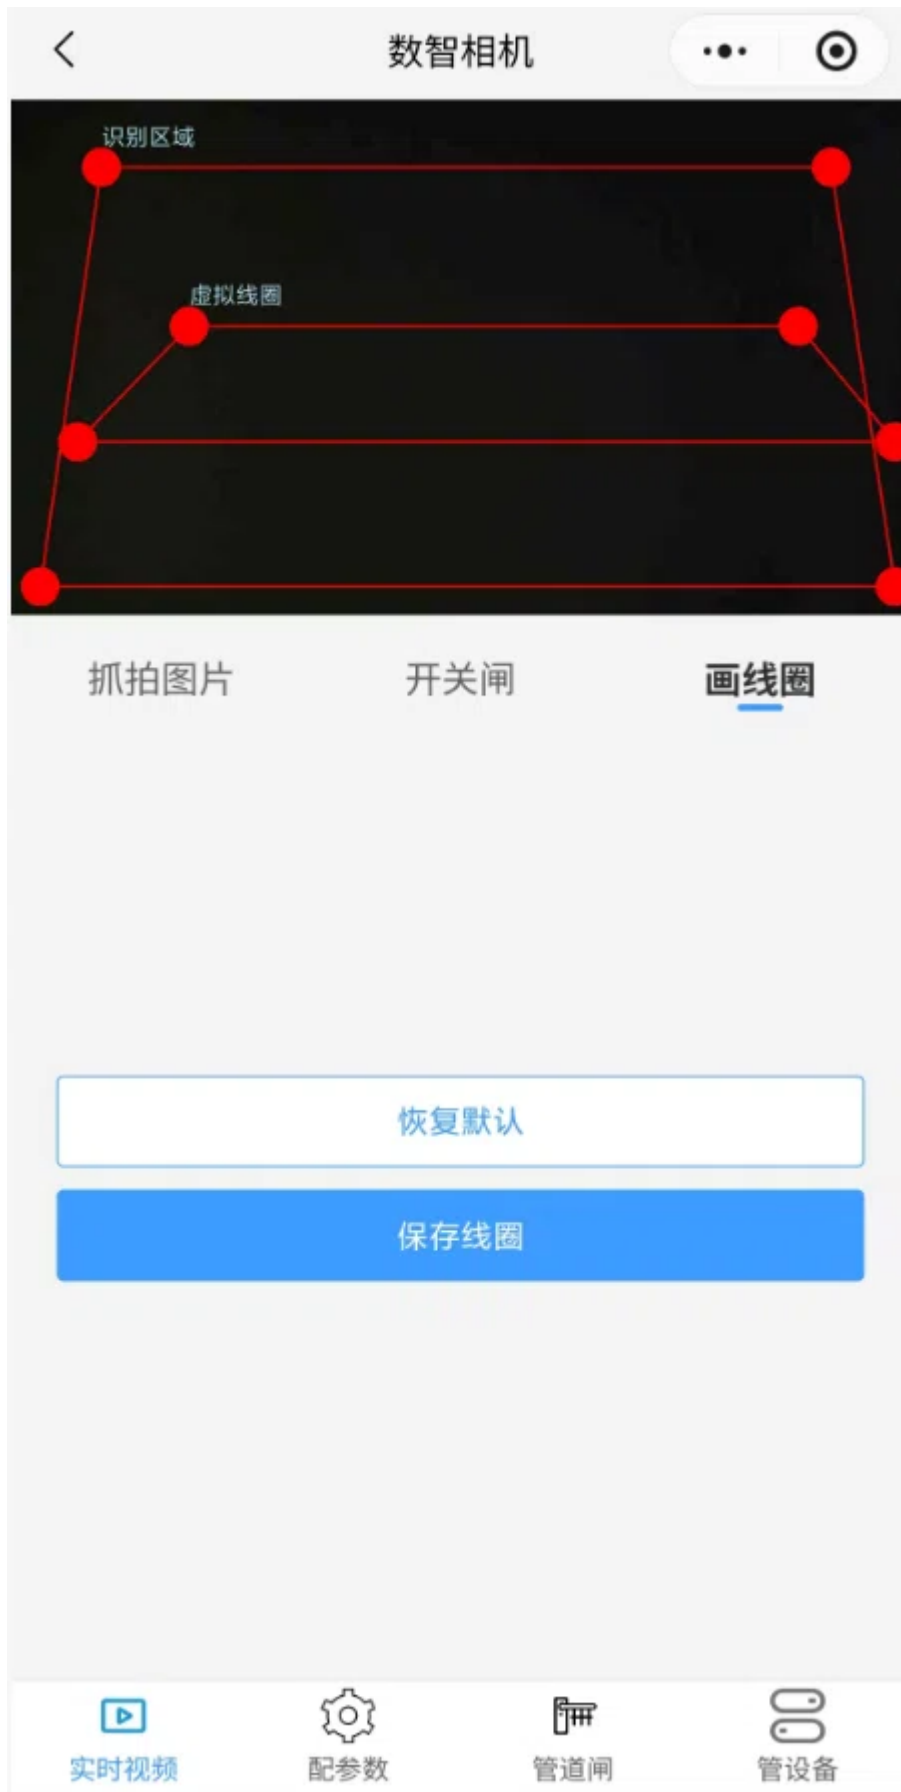 数智相机
识别区域
虚拟线圈
抓拍图片 开关闸 画线圈
恢复默认
保存线圈
实时视频 配参数 管道闸 管设备